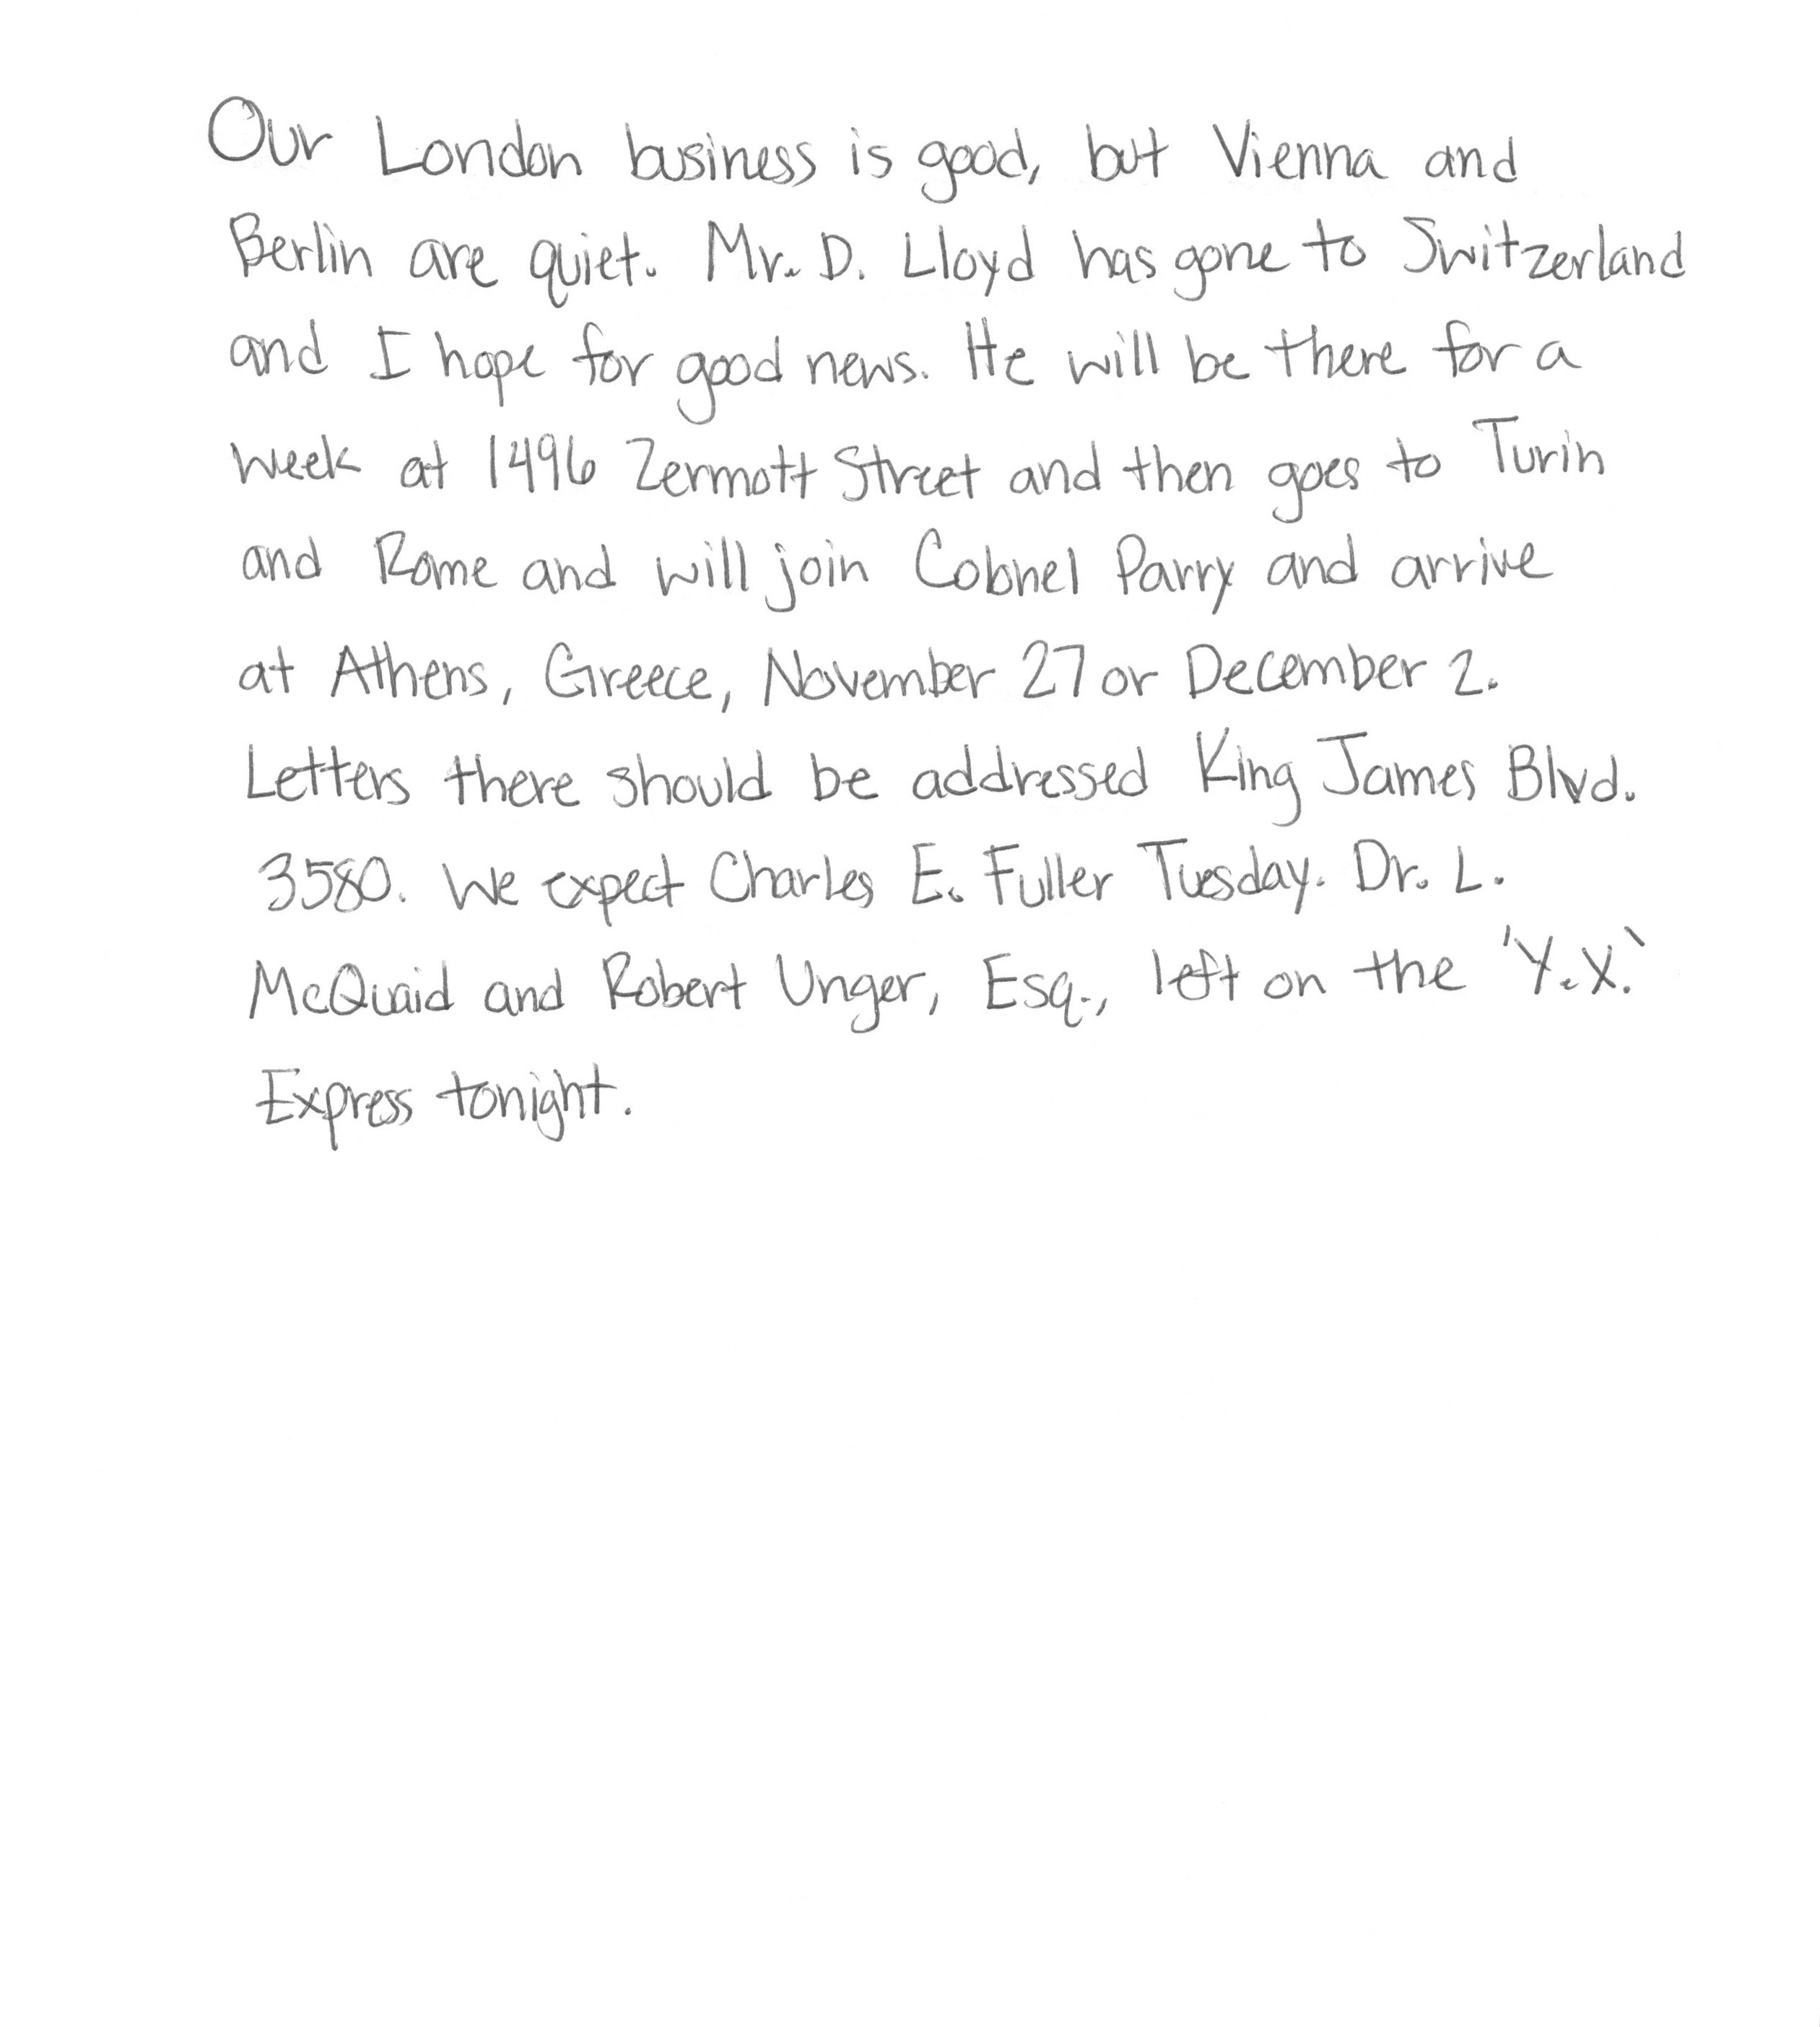 Our London business is good, but Vienna and
Berlin are quiet. Mr. D. Lloyd has gone to Switzerland
and I hope for good news. He will be there for a
week at 1496 Zermott Street and then goes to Turin
and Rome and will join Colonel Parry and arrive
at Athens, Greece, November 27 or December 2.
Letters there should be addressed King James Blvd.
3580. We expect Charles E. Fuller Tuesday. Dr. L.
McQuaid and Robert Unger, Esq., left on the 'Y.X.'
Express tonight.